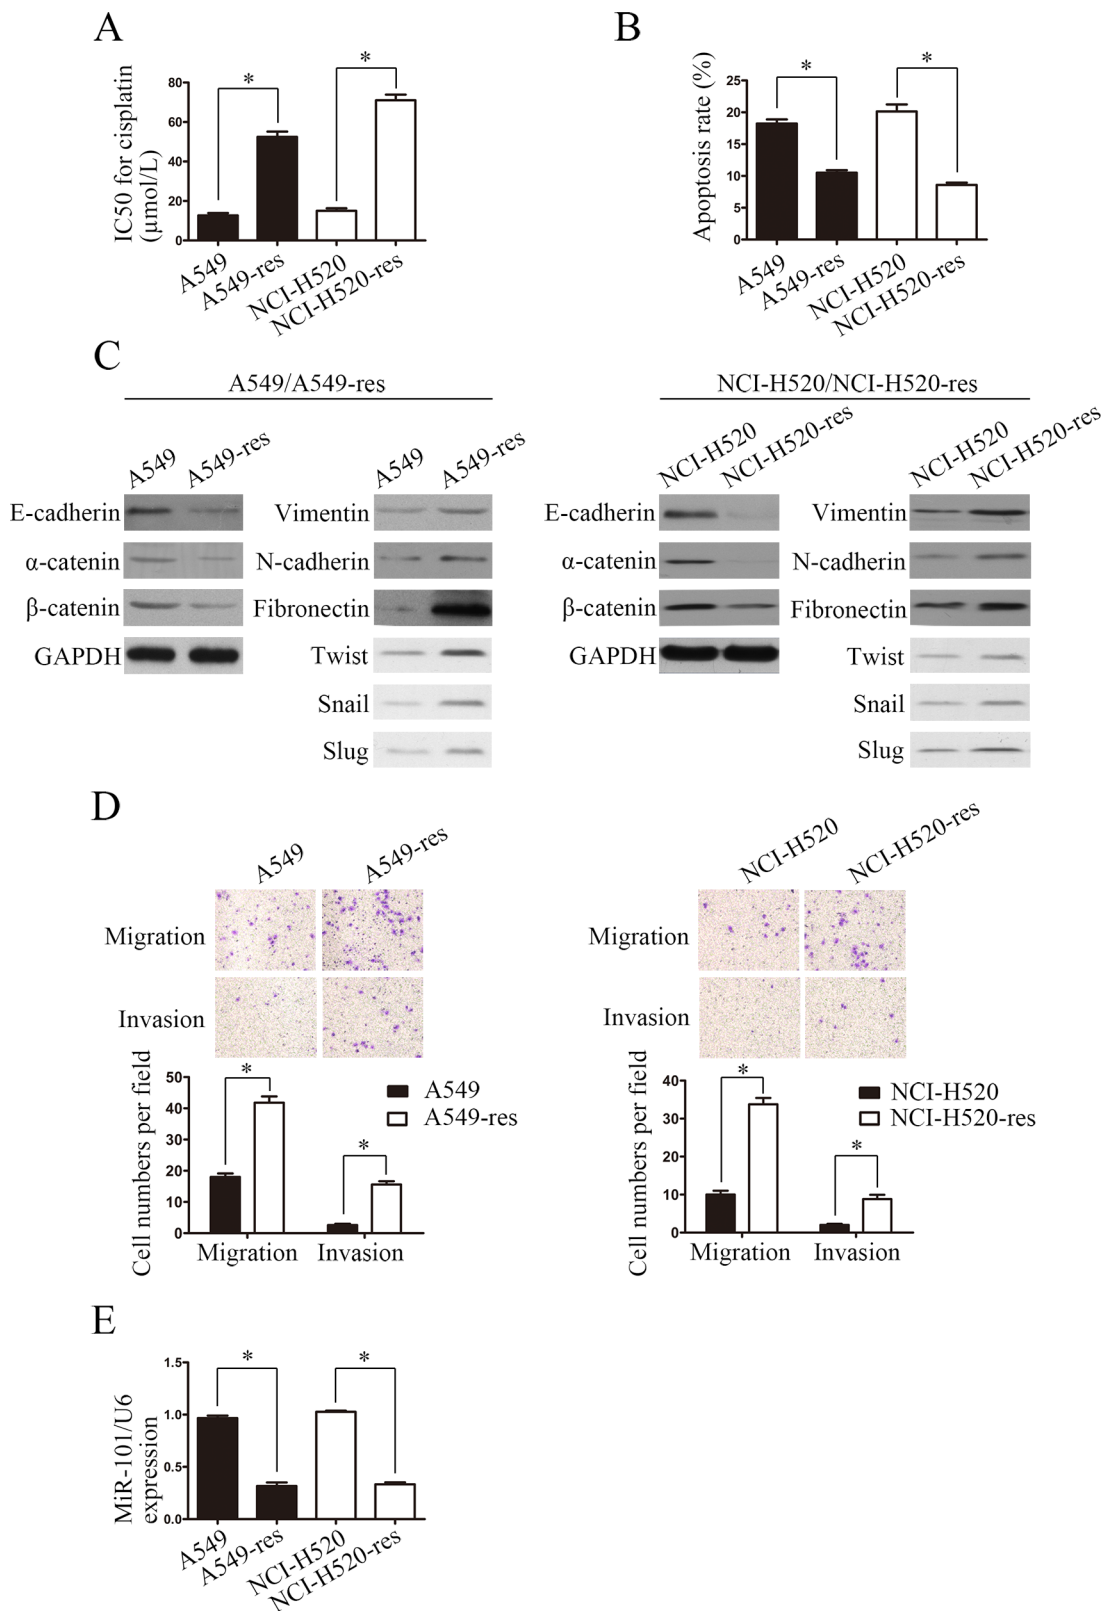 A
IC50 for cisplatin
(μmol/L)
80
60
40
20
0
*
*
A549
A549-res
NCI-H520
NCI-H520-res
B
Apoptosis rate (%)
25
20
15
10
5
0
*
*
A549
A549-res
NCI-H520
NCI-H520-res
C
A549/A549-res
A549
A549-res
A549
A549-res
E-cadherin
α-catenin
β-catenin
GAPDH
Vimentin
N-cadherin
Fibronectin
Twist
Snail
Slug
NCI-H520/NCI-H520-res
NCI-H520
NCI-H520-res
NCI-H520
NCI-H520-res
E-cadherin
α-catenin
β-catenin
GAPDH
Vimentin
N-cadherin
Fibronectin
Twist
Snail
Slug
D
A549
A549-res
Migration
Invasion
Cell numbers per field
50
40
30
20
10
0
*
*
A549
A549-res
Migration
Invasion
NCI-H520
NCI-H520-res
Migration
Invasion
Cell numbers per field
40
30
20
10
0
*
*
NCI-H520
NCI-H520-res
Migration
Invasion
E
MiR-101/U6
expression
1.5
1.0
0.5
0.0
*
*
A549
A549-res
NCI-H520
NCI-H520-res